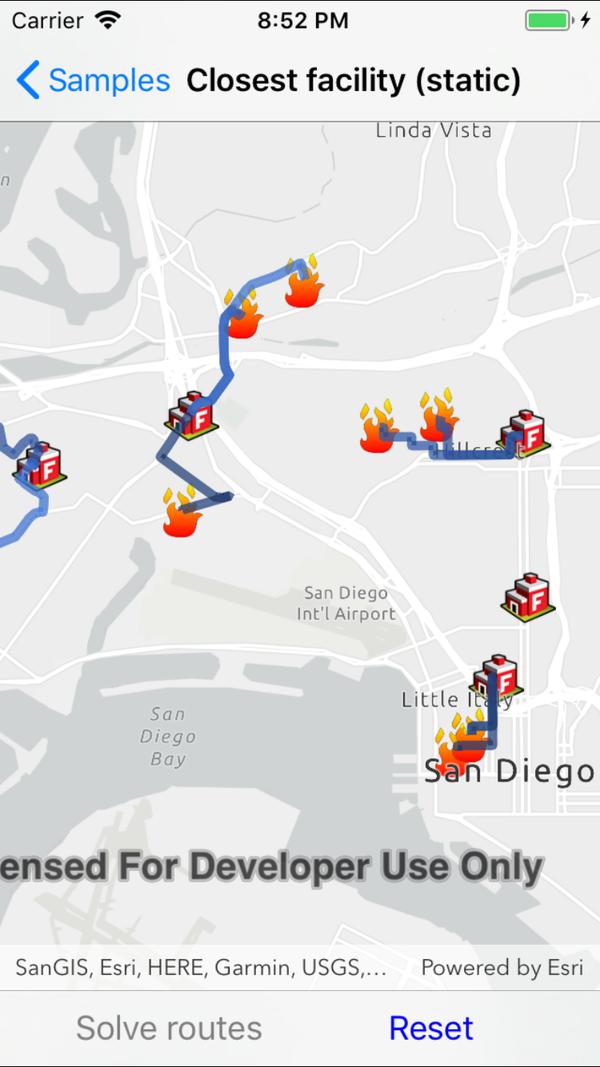 Carrier 8:52 PM
Samples Closest facility (static)
Linda Vista
n
F
F
Hillcrest
F
San Diego
Int'l Airport
F
F
Little Italy
San
Diego
Bay
San Diego
ensed For Developer Use Only
SanGIS, Esri, HERE, Garmin, USGS,... Powered by Esri
Solve routes Reset